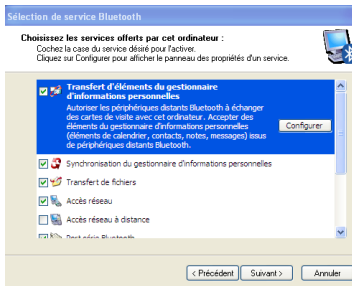 Sélection de service Bluetooth
Choisissez les services offerts par cet ordinateur :
Cochez la case du service désiré pour l'activer.
Cliquez sur Configurer pour afficher le panneau des propriétés d'un service.
Transfert d'éléments du gestionnaire
d'informations personnelles
Autoriser les périphériques distants Bluetooth à échanger
des cartes de visite avec cet ordinateur. Accepter des
éléments du gestionnaire d'informations personnelles
(éléments de calendrier, contacts, notes, messages) issus
de périphériques distants Bluetooth.
Configurer
Synchronisation du gestionnaire d'informations personnelles
Transfert de fichiers
Accès réseau
Accès réseau à distance
Port série Bluetooth
< Précédent
Suivant >
Annuler